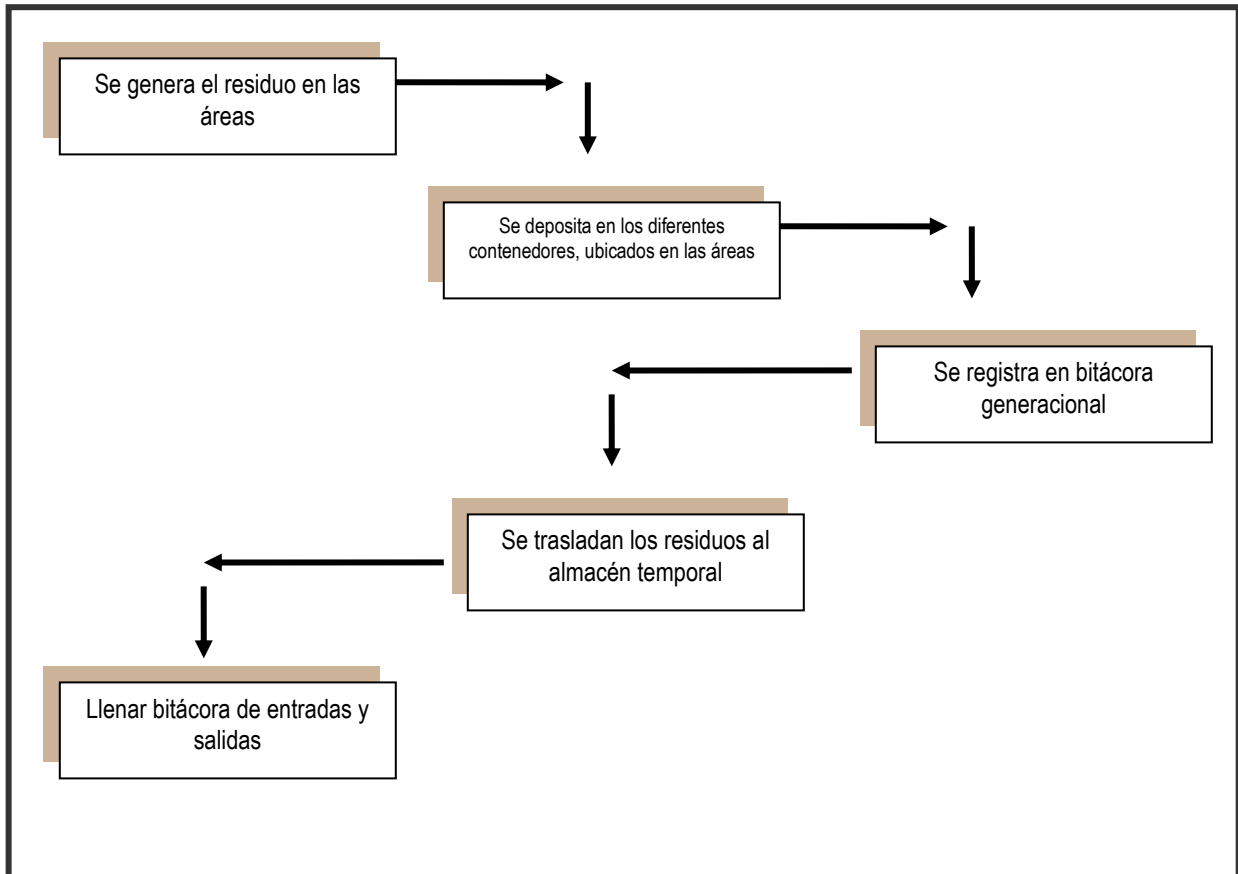 Se genera el residuo en las
áreas
Se deposita en los diferentes
contenedores, ubicados en las áreas
Se registra en bitácora
generacional
Se trasladan los residuos al
almacén temporal
Llenar bitácora de entradas y
salidas